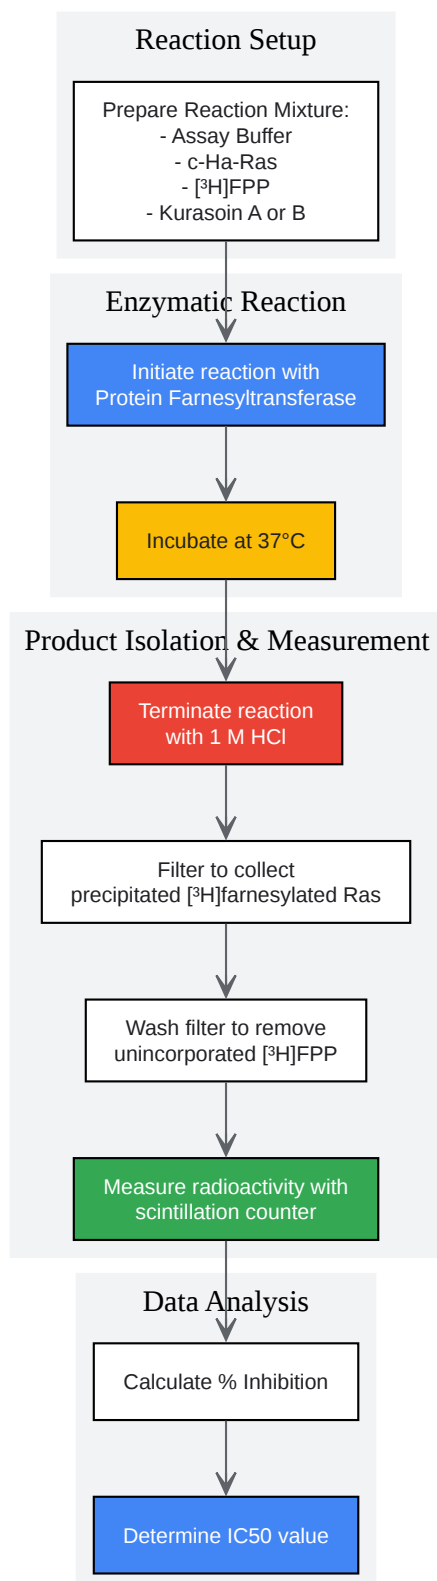 Reaction Setup
Prepare Reaction Mixture:
- Assay Buffer
- c-Ha-Ras
- [³H]FPP
- Kurasoin A or B
Enzymatic Reaction
Initiate reaction with
Protein Farnesyltransferase
Incubate at 37°C
Product Isolation & Measurement
Terminate reaction
with 1 M HCl
Filter to collect
precipitated [³H]farnesylated Ras
Wash filter to remove
unincorporated [³H]FPP
Measure radioactivity with
scintillation counter
Data Analysis
Calculate % Inhibition
Determine IC50 value